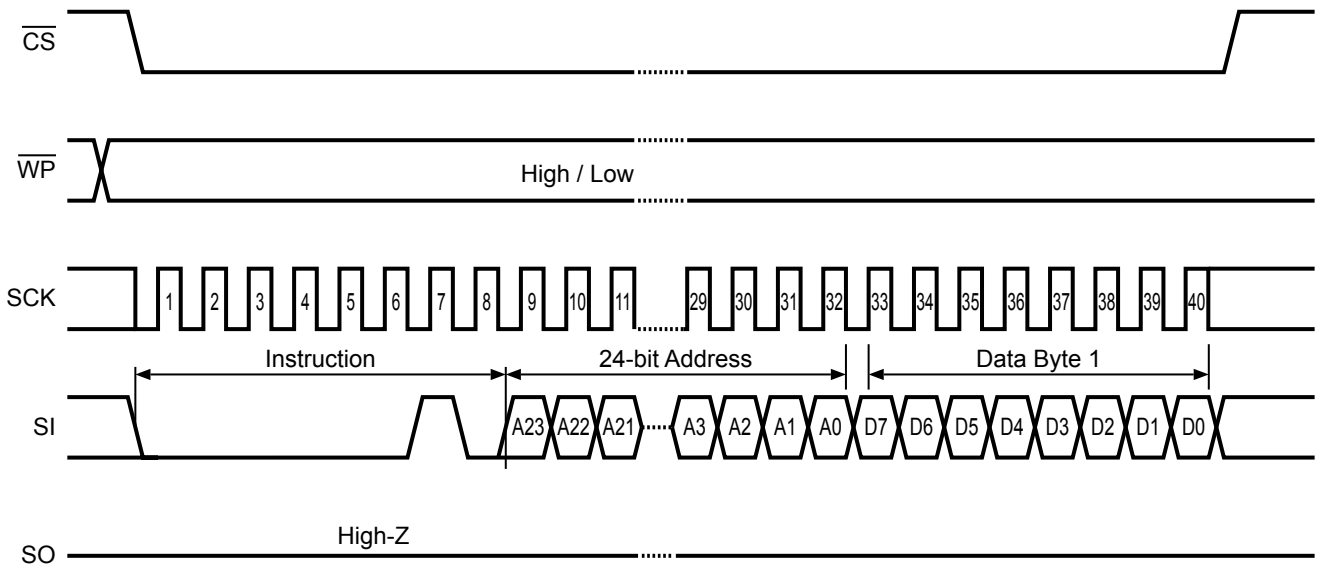 CS
WP
High / Low
SCK
1 2 3 4 5 6 7 8 9 10 11 29 30 31 32 33 34 35 36 37 38 39 40
Instruction 24-bit Address Data Byte 1
SI
A23 A22 A21 A3 A2 A1 A0 D7 D6 D5 D4 D3 D2 D1 D0
High-Z
SO